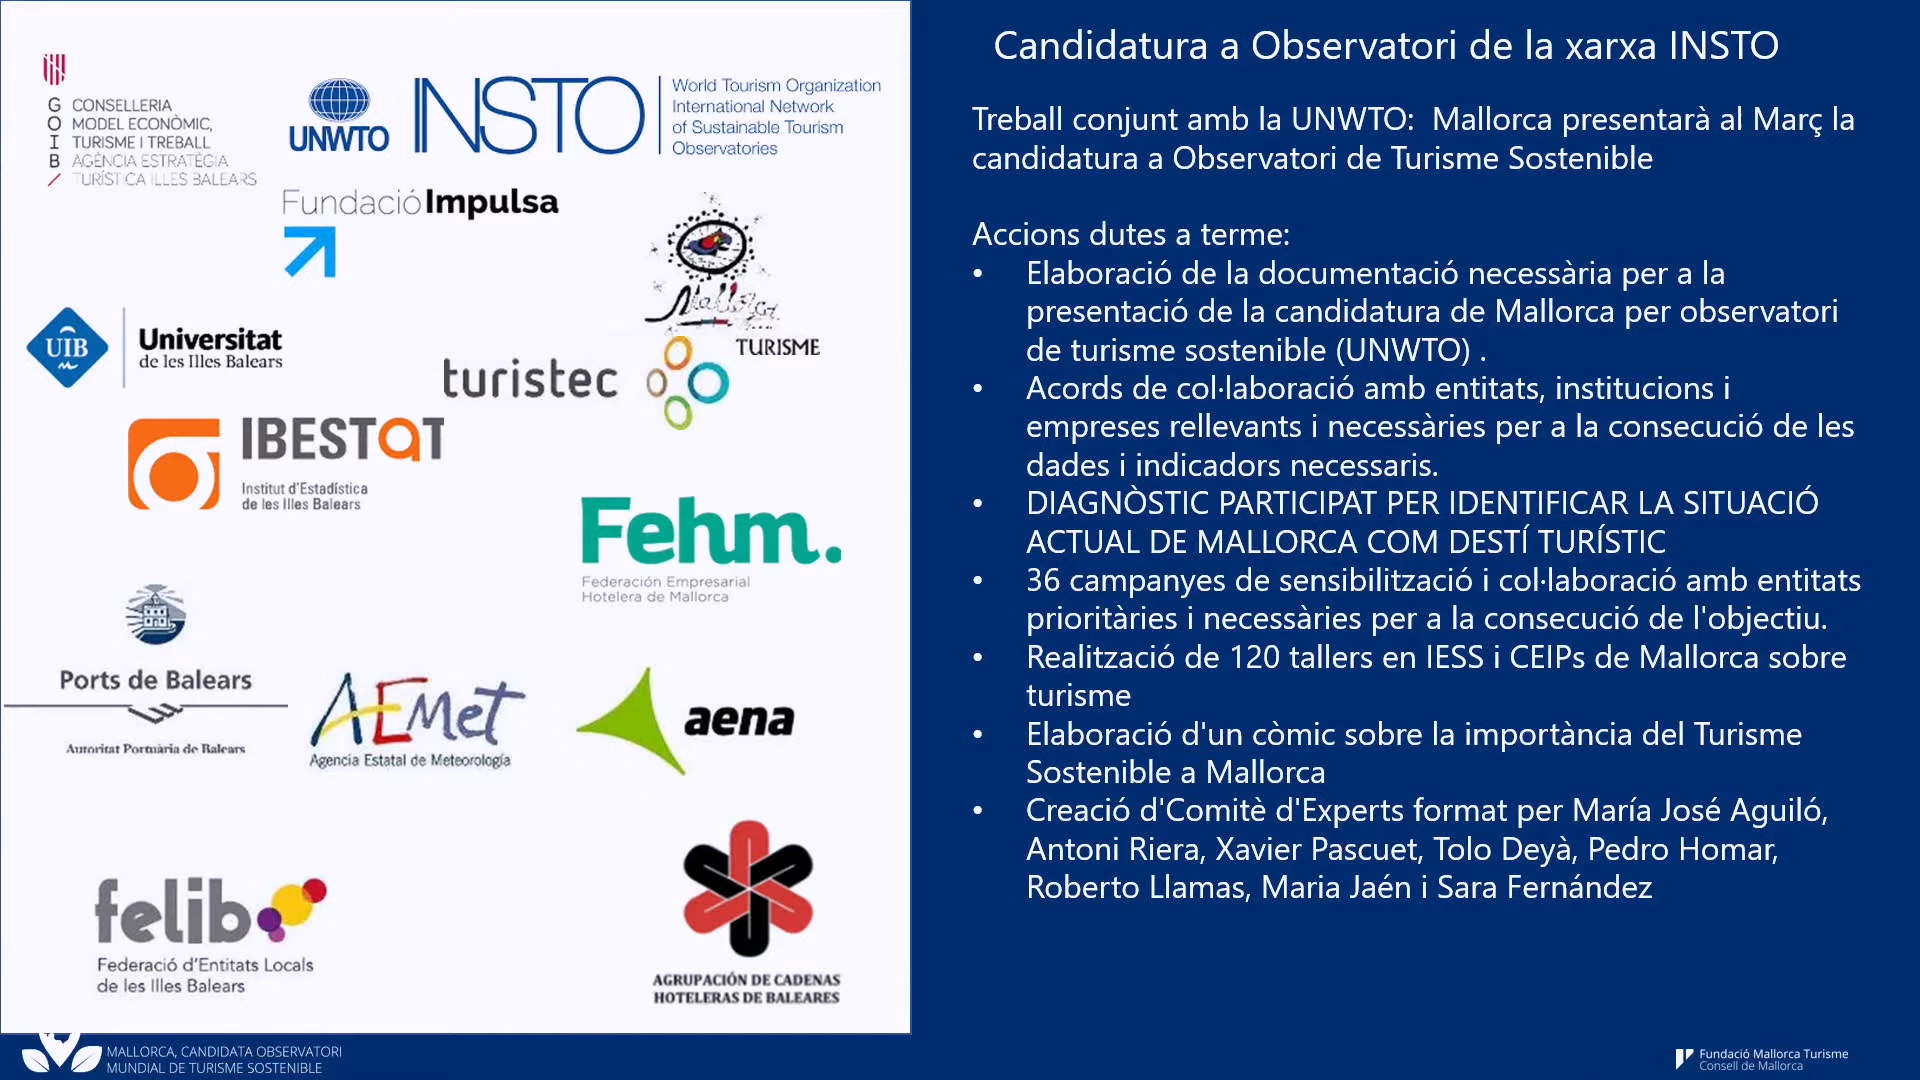 GOIB/
CONSELLERIA
MODEL ECONÒMIC,
TURISME I TREBALL
AGÈNCIA ESTRATÈGIA
TURÍSTICA ILLES BALEARS
UNWTO
INSTO
World Tourism Organization
International Network
of Sustainable Tourism
Observatories
Fundació Impulsa
Mallorca
TURISME
UIB
Universitat
de les Illes Balears
turistec
IBESTAT
Institut d'Estadística
de les Illes Balears
Fehm.
Federación Empresarial
Hotelera de Mallorca
Ports de Balears
Autoritat Portuària de Balears
AEMet
Agencia Estatal de Meteorología
aena
felib
Federació d'Entitats Locals
de les Illes Balears
AGRUPACIÓN DE CADENAS
HOTELERAS DE BALEARES
Candidatura a Observatori de la xarxa INSTO
Treball conjunt amb la UNWTO: Mallorca presentarà al Març la
candidatura a Observatori de Turisme Sostenible
Accions dutes a terme:
• Elaboració de la documentació necessària per a la
presentació de la candidatura de Mallorca per observatori
de turisme sostenible (UNWTO) .
• Acords de col·laboració amb entitats, institucions i
empreses rellevants i necessàries per a la consecució de les
dades i indicadors necessaris.
• DIAGNÒSTIC PARTICIPAT PER IDENTIFICAR LA SITUACIÓ
ACTUAL DE MALLORCA COM DESTÍ TURÍSTIC
• 36 campanyes de sensibilització i col·laboració amb entitats
prioritàries i necessàries per a la consecució de l'objectiu.
• Realització de 120 tallers en IESS i CEIPs de Mallorca sobre
turisme
• Elaboració d'un còmic sobre la importància del Turisme
Sostenible a Mallorca
• Creació d'Comitè d'Experts format per María José Aguiló,
Antoni Riera, Xavier Pascuet, Tolo Deyà, Pedro Homar,
Roberto Llamas, Maria Jaén i Sara Fernández
MALLORCA, CANDIDATA OBSERVATORI
MUNDIAL DE TURISME SOSTENIBLE
Fundació Mallorca Turisme
Consell de Mallorca